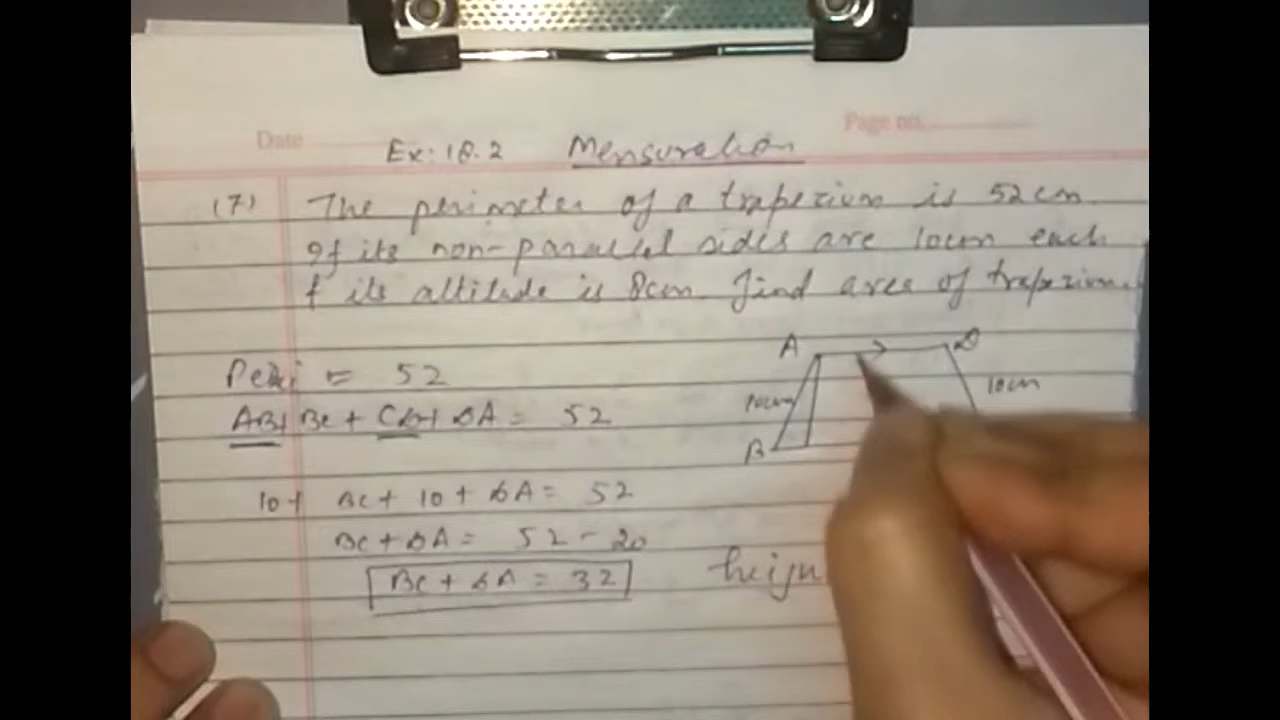 Date
Page no.
Ex: 18.2 Mensuration
(7) The perimeter of a trapezium is 52 cm.
If its non-parallel sides are 10cm each
& its altitude is 8cm. Find area of trapezium.
A D
10cm 10cm
B
Peri = 52
AB + BC + CD + DA = 52
10 + BC + 10 + DA = 52
BC + DA = 52 - 20
BC + DA = 32